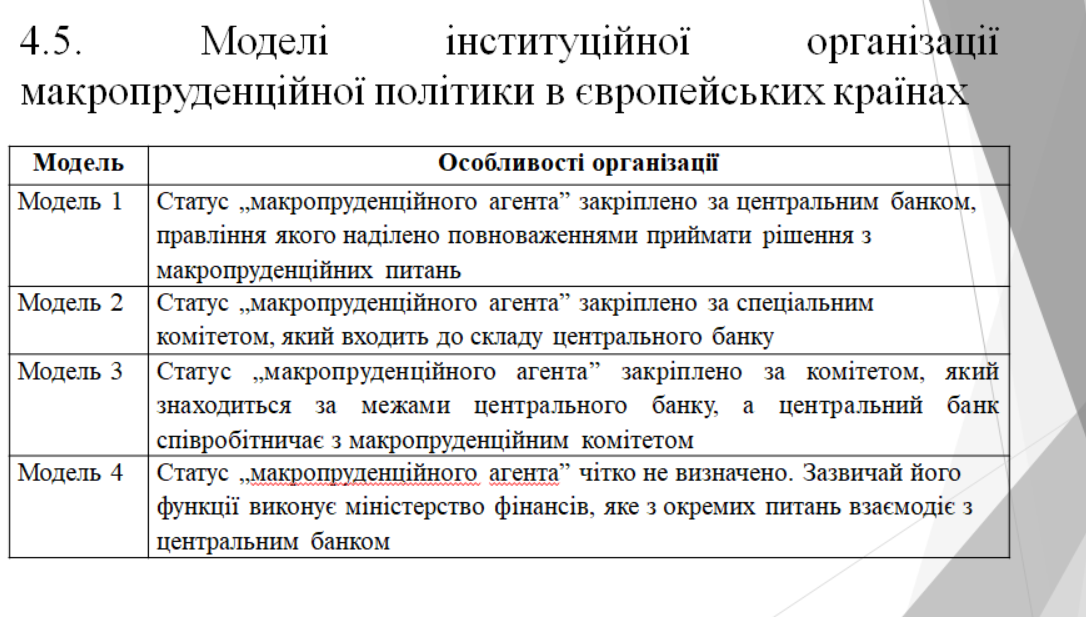 4.5. Моделі інституційної організації
макропруденційної політики в європейських країнах
Модель Особливості організації
Модель 1 Статус „макропруденційного агента” закріплено за центральним банком,
правління якого наділено повноваженнями приймати рішення з
макропруденційних питань
Модель 2 Статус „макропруденційного агента” закріплено за спеціальним
комітетом, який входить до складу центрального банку
Модель 3 Статус „макропруденційного агента” закріплено за комітетом, який
знаходиться за межами центрального банку, а центральний банк
співробітничає з макропруденційним комітетом
Модель 4 Статус „макропруденційного агента” чітко не визначено. Зазвичай його
функції виконує міністерство фінансів, яке з окремих питань взаємодіє з
центральним банком